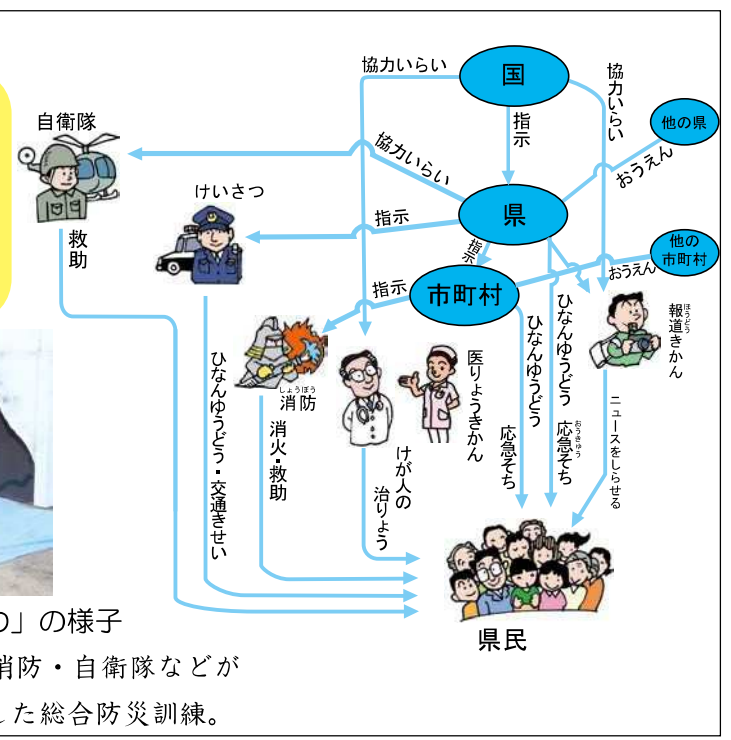 国
協力いらい
協力いらい
指示
他の県
おうえん
自衛隊
協力いらい
けいさつ
指示
県
救助
指示
他の
市町村
おうえん
指示
市町村
ほうどう
報道きかん
しょうぼう
消防
医りょうきかん
ひなんゆうどう
応急そち
ひなんゆうどう
おうきゅう
応急そち
ニュースをしらせる
ひなんゆうどう・交通きせい
消火・救助
けが人の
治りょう
県民
」の様子
消防・自衛隊などが
した総合防災訓練。